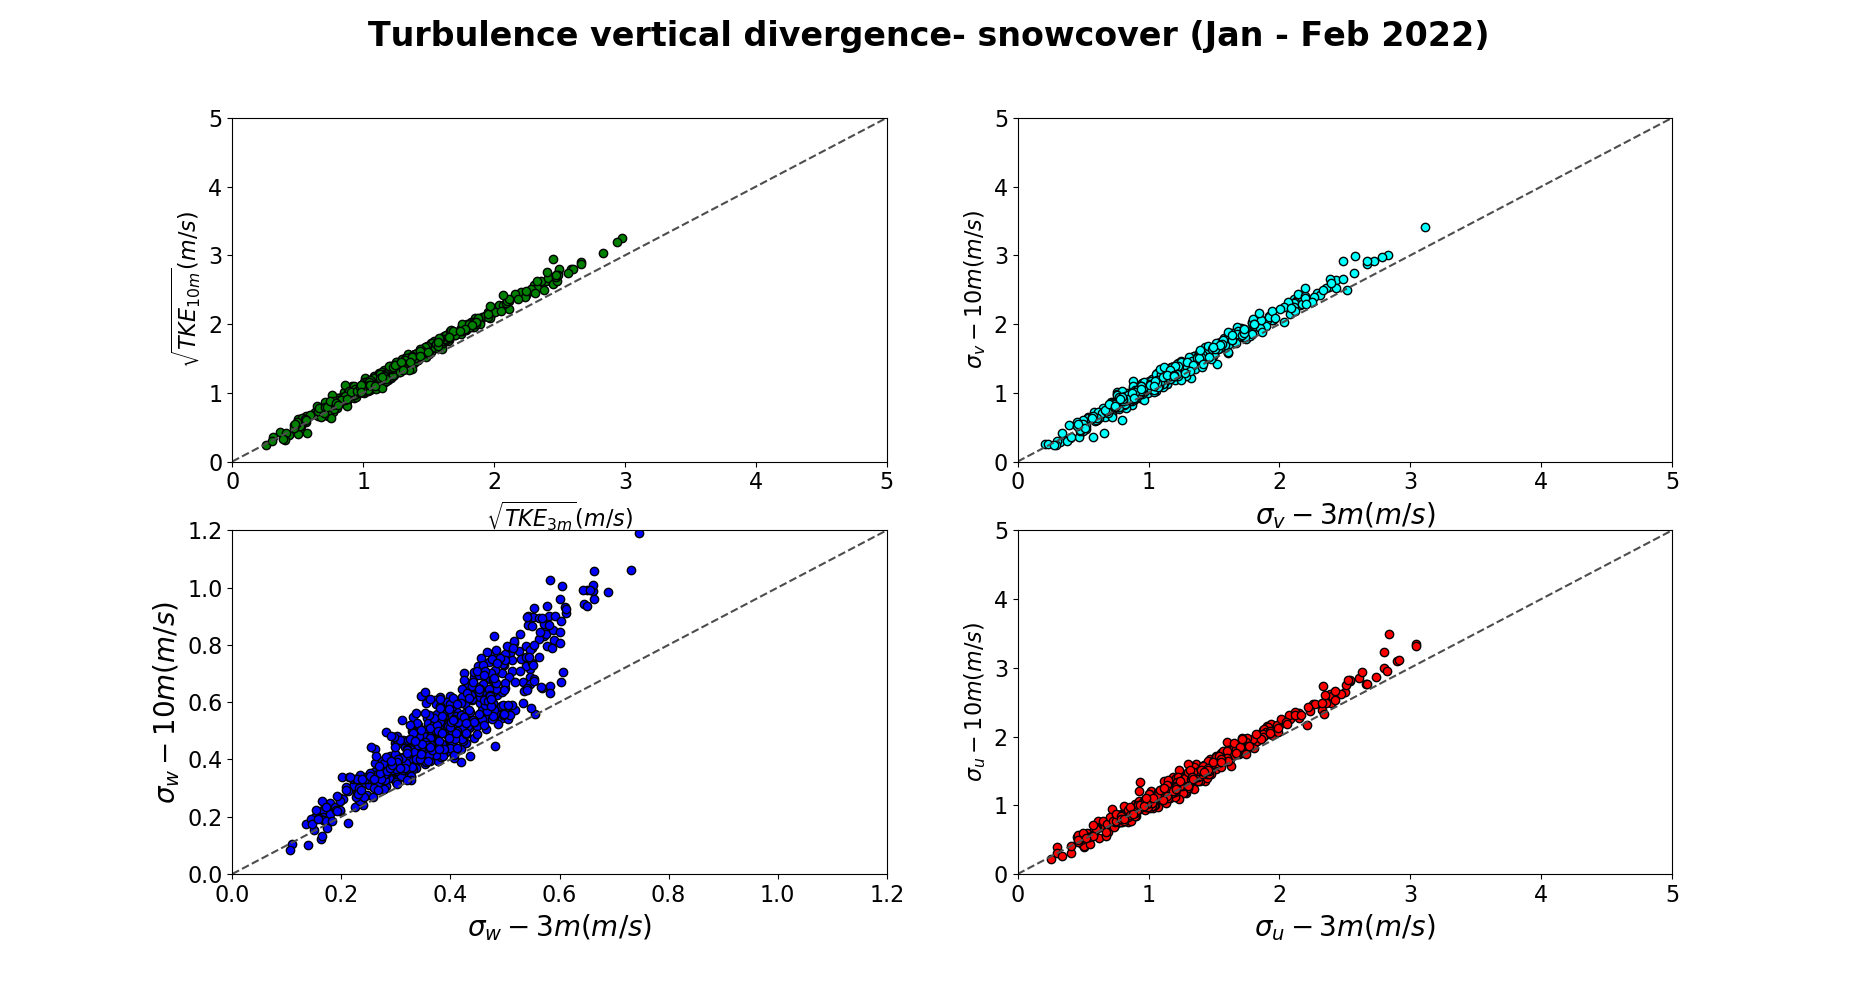 Turbulence vertical divergence- snowcover (Jan - Feb 2022)
√TKE₁₀ₘ(m/s)
5
4
3
2
1
0
0 1 2 3 4 5
√TKE₃ₘ(m/s)
σᵥ − 10m(m/s)
5
4
3
2
1
0
0 1 2 3 4 5
σᵥ − 3m(m/s)
σ_w − 10m(m/s)
1.2
1.0
0.8
0.6
0.4
0.2
0.0
0.0 0.2 0.4 0.6 0.8 1.0 1.2
σ_w − 3m(m/s)
σᵤ − 10m(m/s)
5
4
3
2
1
0
0 1 2 3 4 5
σᵤ − 3m(m/s)